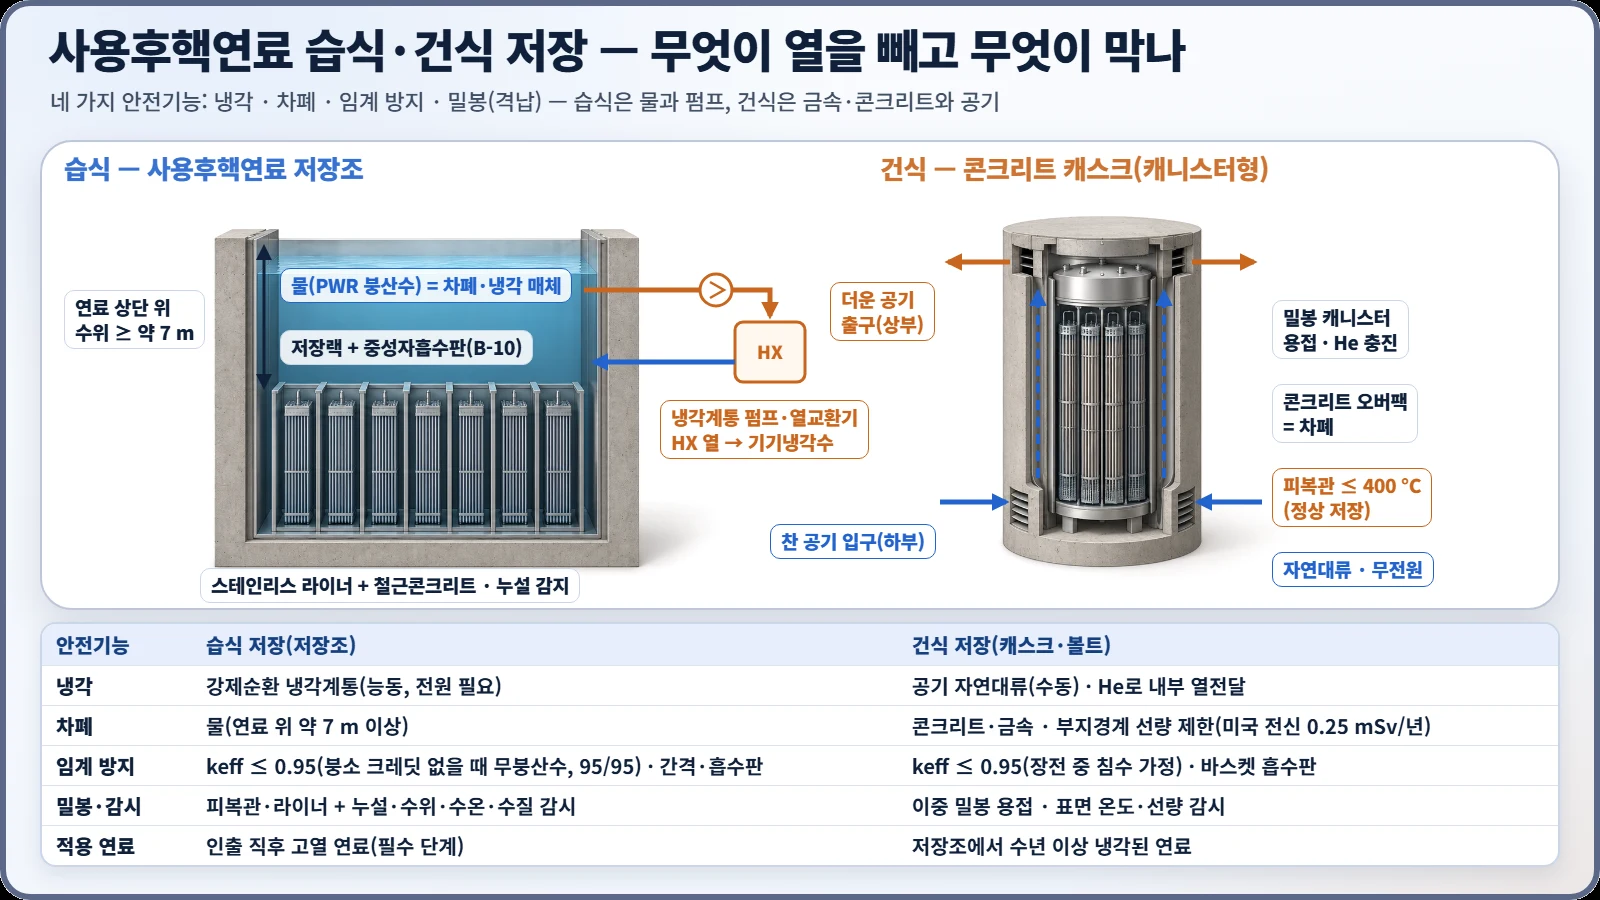 사용후핵연료 습식·건식 저장 — 무엇이 열을 빼고 무엇이 막나
네 가지 안전기능: 냉각 · 차폐 · 임계 방지 · 밀봉(격납) — 습식은 물과 펌프, 건식은 금속·콘크리트와 공기
습식 — 사용후핵연료 저장조
연료 상단 위
수위 ≥ 약 7 m
물(PWR 붕산수) = 차폐·냉각 매체
저장랙 + 중성자흡수판(B-10)
HX
냉각계통 펌프·열교환기
HX 열 → 기기냉각수
스테인리스 라이너 + 철근콘크리트 · 누설 감지
건식 — 콘크리트 캐스크(캐니스터형)
더운 공기
출구(상부)
찬 공기 입구(하부)
밀봉 캐니스터
용접 · He 충진
콘크리트 오버팩
= 차폐
피복관 ≤ 400 °C
(정상 저장)
자연대류 · 무전원
안전기능 습식 저장(저장조) 건식 저장(캐스크·볼트)
냉각 강제순환 냉각계통(능동, 전원 필요) 공기 자연대류(수동) · He로 내부 열전달
차폐 물(연료 위 약 7 m 이상) 콘크리트·금속 · 부지경계 선량 제한(미국 전신 0.25 mSv/년)
임계 방지 keff ≤ 0.95(붕소 크레딧 없을 때 무붕산수, 95/95) · 간격·흡수판 keff ≤ 0.95(장전 중 침수 가정) · 바스켓 흡수판
밀봉·감시 피복관·라이너 + 누설·수위·수온·수질 감시 이중 밀봉 용접 · 표면 온도·선량 감시
적용 연료 인출 직후 고열 연료(필수 단계) 저장조에서 수년 이상 냉각된 연료